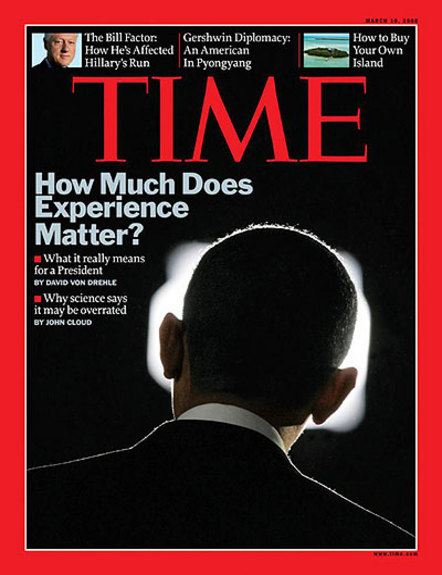 MARCH 10, 2008
The Bill Factor:
How He's Affected
Hillary's Run
Gershwin Diplomacy:
An American
In Pyongyang
How to Buy
Your Own
Island
TIME
How Much Does
Experience
Matter?
What it really means
for a President
BY DAVID VON DREHLE
Why science says
it may be overrated
BY JOHN CLOUD
www.time.com